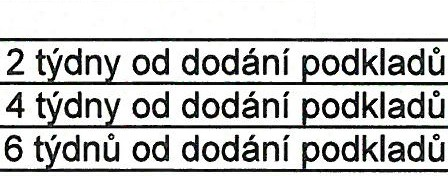 2 týdny od dodání podkladů
4 týdny od dodání podkladů
6 týdnů od dodání podkladů